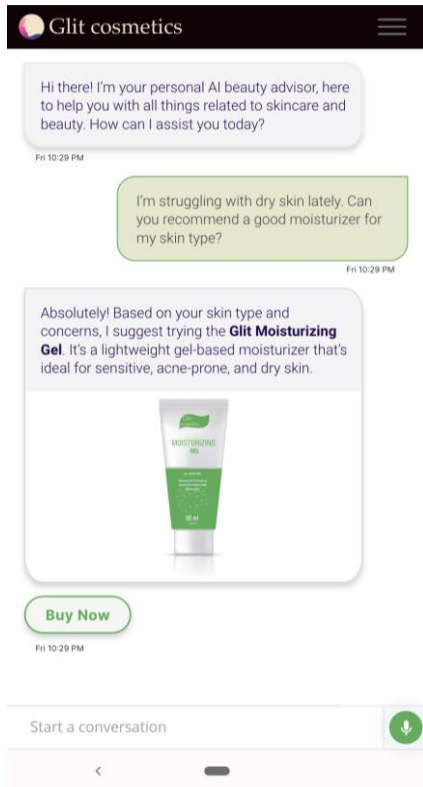 Glit cosmetics
Hi there! I'm your personal AI beauty advisor, here
to help you with all things related to skincare and
beauty. How can I assist you today?
Fri 10:29 PM
I'm struggling with dry skin lately. Can
you recommend a good moisturizer for
my skin type?
Fri 10:29 PM
Absolutely! Based on your skin type and
concerns, I suggest trying the Glit Moisturizing
Gel. It's a lightweight gel-based moisturizer that's
ideal for sensitive, acne-prone, and dry skin.
MOISTURIZING
GEL
50 ml
Buy Now
Fri 10:29 PM
Start a conversation